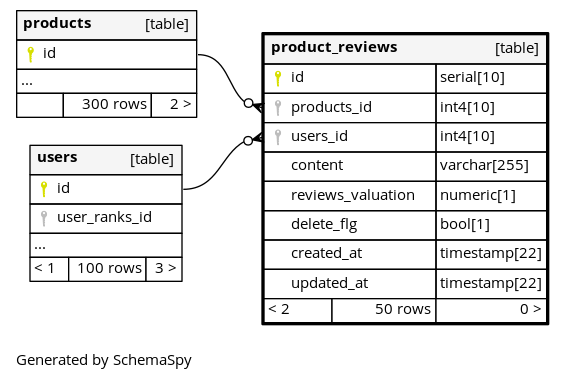 products [table]
id
...
300 rows 2 >
users [table]
id
user_ranks_id
...
< 1 100 rows 3 >
product_reviews [table]
id serial[10]
products_id int4[10]
users_id int4[10]
content varchar[255]
reviews_valuation numeric[1]
delete_flg bool[1]
created_at timestamp[22]
updated_at timestamp[22]
< 2 50 rows 0 >
Generated by SchemaSpy